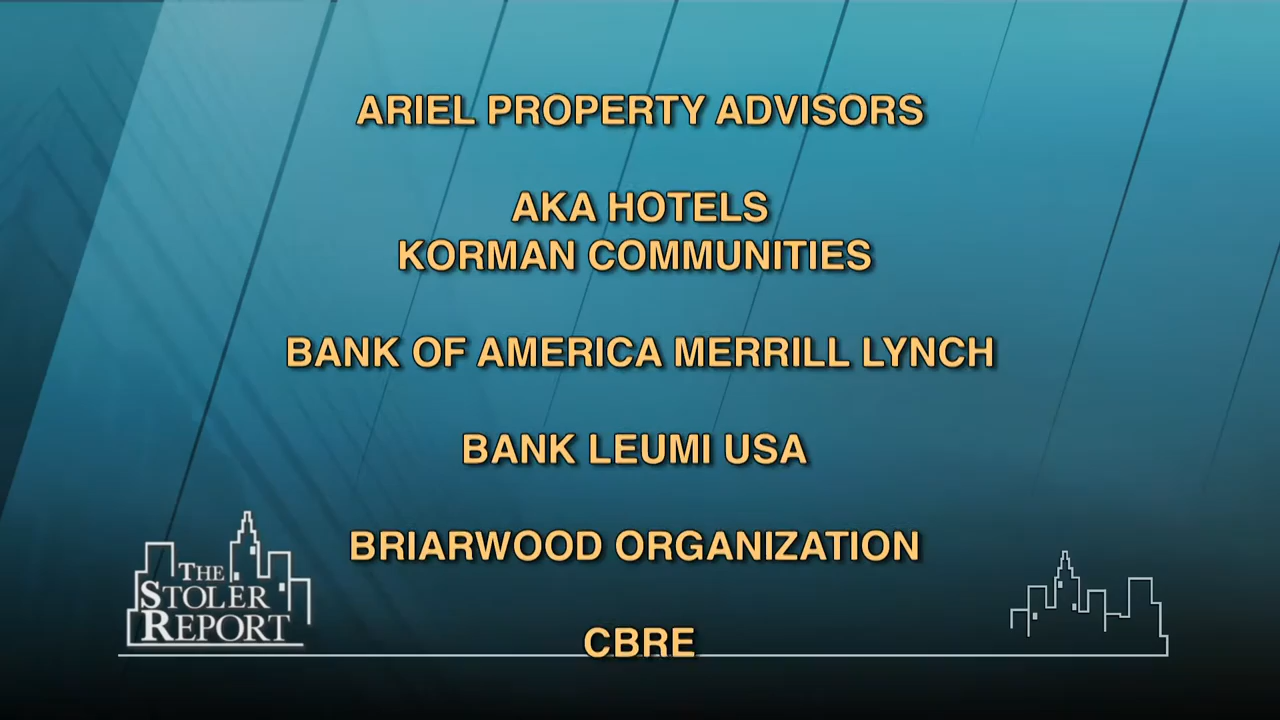 ARIEL PROPERTY ADVISORS
AKA HOTELS
KORMAN COMMUNITIES
BANK OF AMERICA MERRILL LYNCH
BANK LEUMI USA
BRIARWOOD ORGANIZATION
CBRE
THE
STOLER
REPORT